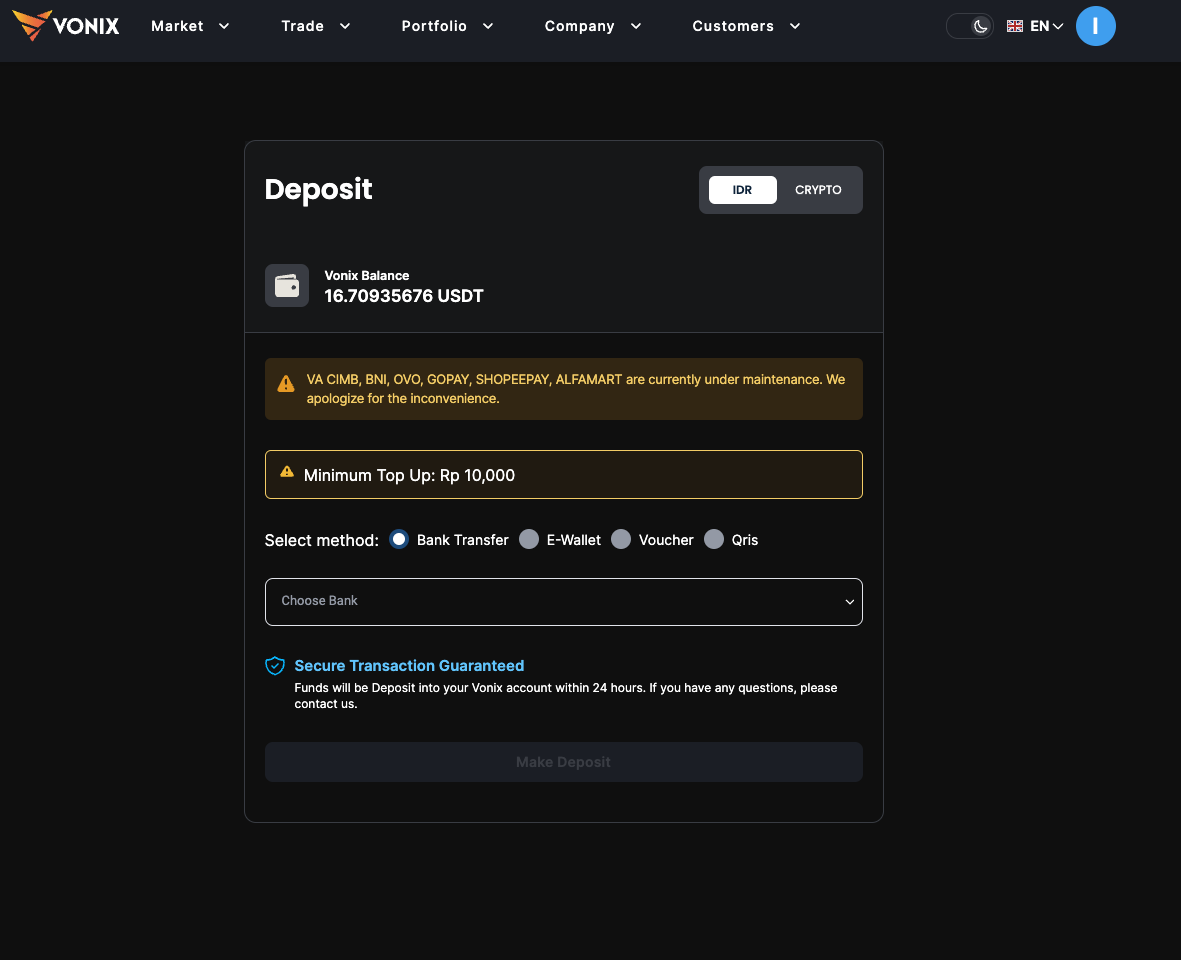 VONIX Market Trade Portfolio Company Customers EN I
Deposit IDR CRYPTO
Vonix Balance
16.70935676 USDT
VA CIMB, BNI, OVO, GOPAY, SHOPEEPAY, ALFAMART are currently under maintenance. We
apologize for the inconvenience.
Minimum Top Up: Rp 10,000
Select method: Bank Transfer E-Wallet Voucher Qris
Choose Bank
Secure Transaction Guaranteed
Funds will be Deposit into your Vonix account within 24 hours. If you have any questions, please
contact us.
Make Deposit